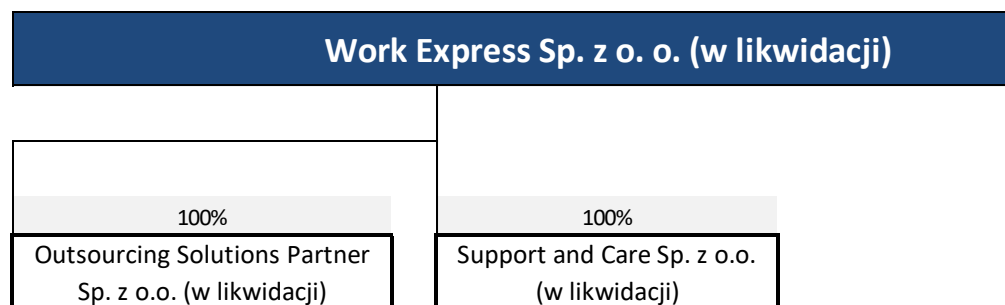 Work Express Sp. z o. o. (w likwidacji)
100%
100%
Outsourcing Solutions Partner
Sp. z o.o. (w likwidacji)
Support and Care Sp. z o.o.
(w likwidacji)